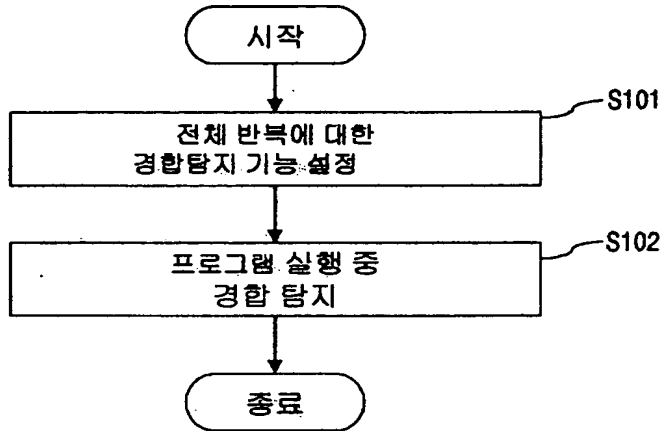 시작
S101
전체 반복에 대한
경합탐지 기능 설정
S102
프로그램 실행 중
경합 탐지
종료